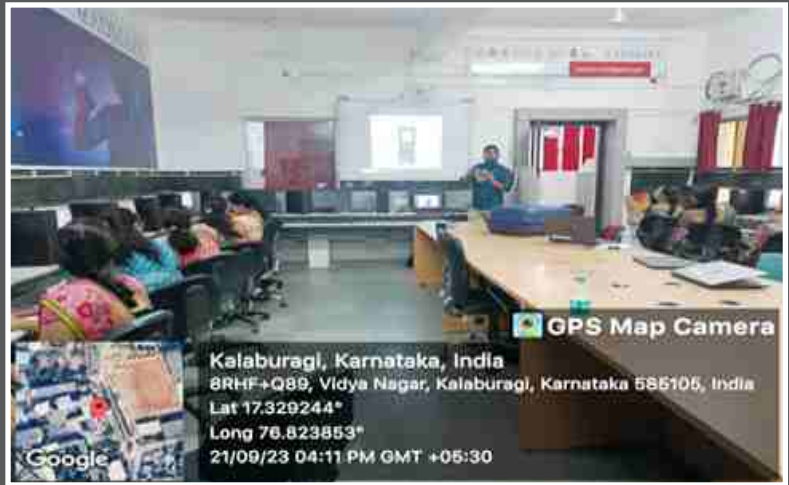 GPS Map Camera
Kalaburagi, Karnataka, India
8RHF+Q89, Vidya Nagar, Kalaburagi, Karnataka 585105, India
Lat 17.329244°
Long 76.823853°
21/09/23 04:11 PM GMT +05:30
Google